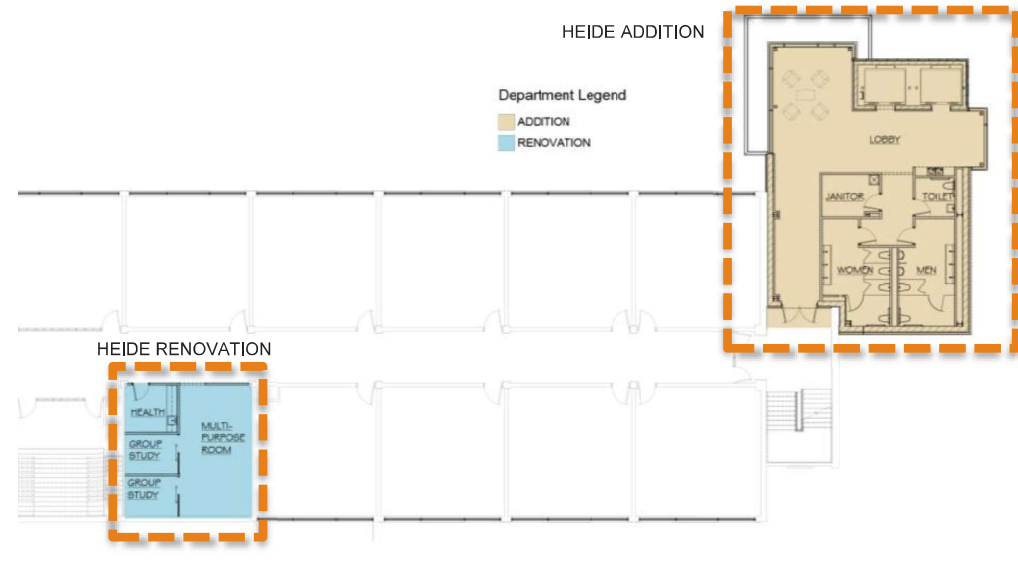 HEIDE ADDITION
Department Legend
ADDITION
RENOVATION
LOBBY
JANITOR
TOILET
WOMEN
MEN
HEIDE RENOVATION
HEALTH
MULTI-
PURPOSE
ROOM
GROUP
STUDY
GROUP
STUDY